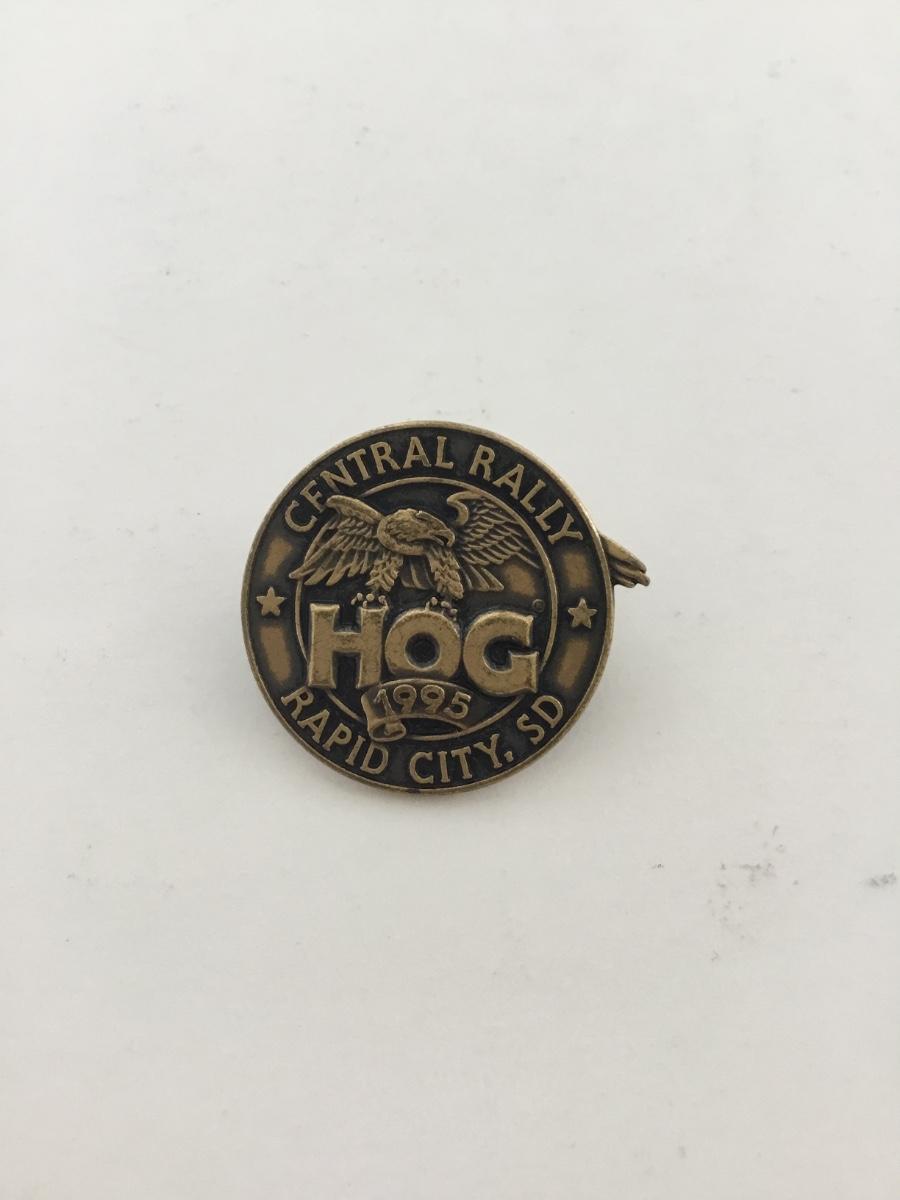 CENTRAL RALLY
HOG®
1995
RAPID CITY, SD